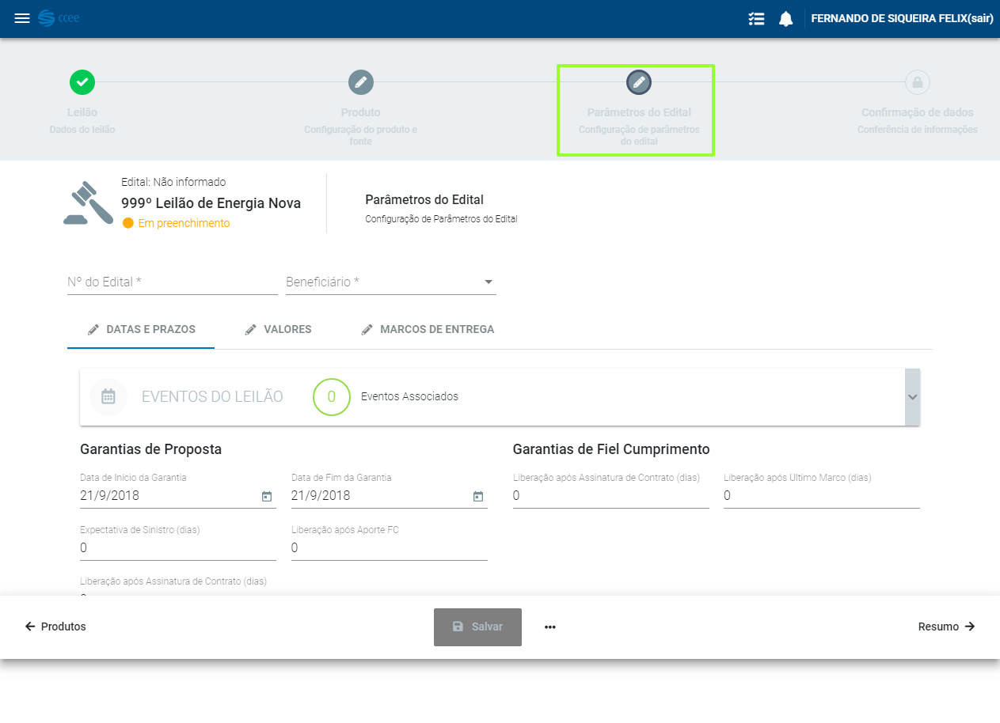 ccee
FERNANDO DE SIQUEIRA FELIX(sair)
Leilão
Dados do leilão
Produto
Configuração do produto e
fonte
Parâmetros do Edital
Configuração de parâmetros
do edital
Confirmação de dados
Conferência de informações
Edital: Não informado
999º Leilão de Energia Nova
Em preenchimento
Parâmetros do Edital
Configuração de Parâmetros do Edital
Nº do Edital *
Beneficiário *
DATAS E PRAZOS
VALORES
MARCOS DE ENTREGA
EVENTOS DO LEILÃO
0
Eventos Associados
Garantias de Proposta
Garantias de Fiel Cumprimento
Data de Início da Garantia
Data de Fim da Garantia
Liberação após Assinatura de Contrato (dias)
Liberação após Ultimo Marco (dias)
21/9/2018
21/9/2018
0
0
Expectativa de Sinistro (dias)
Liberação após Aporte FC
0
0
Liberação após Assinatura de Contrato (dias)
Produtos
Salvar
Resumo